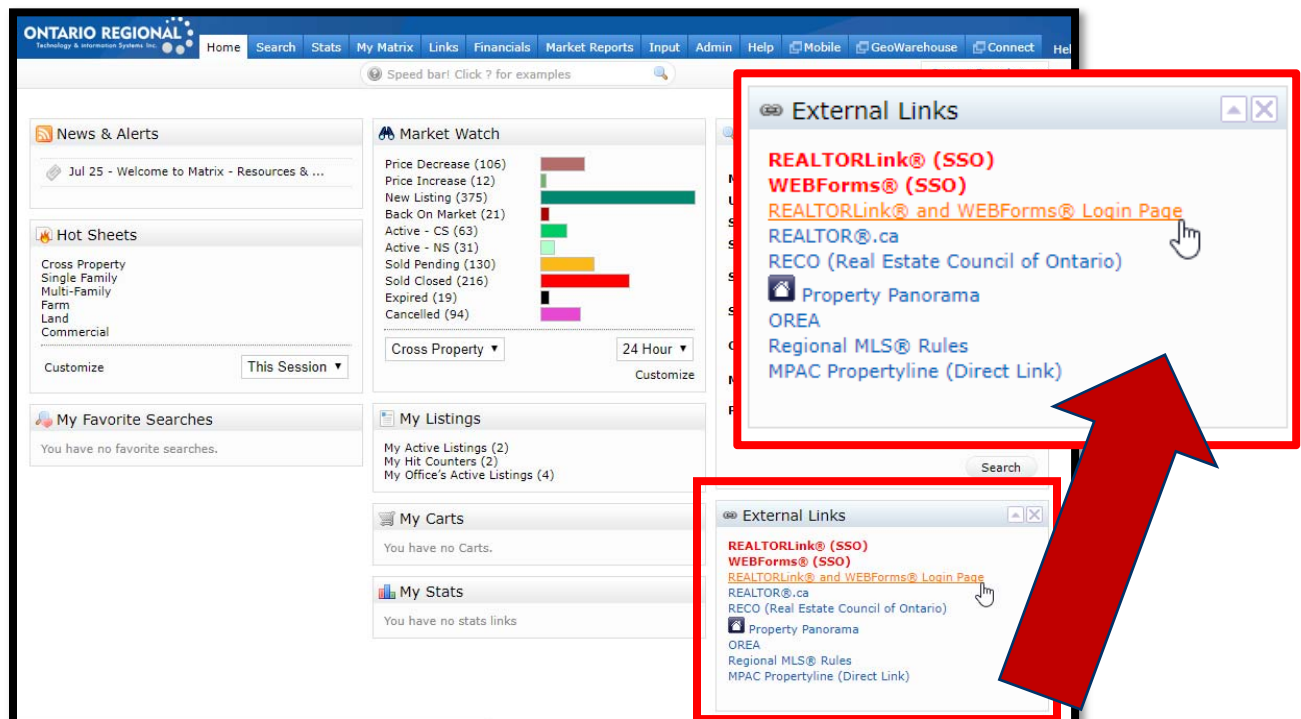 ONTARIO REGIONAL
Technology & Information Systems Inc.
Home Search Stats My Matrix Links Financials Market Reports Input Admin Help Mobile GeoWarehouse Connect Hel
Speed bar! Click ? for examples
News & Alerts
Jul 25 - Welcome to Matrix - Resources & ...
Hot Sheets
Cross Property
Single Family
Multi-Family
Farm
Land
Commercial
Customize This Session
My Favorite Searches
You have no favorite searches.
Market Watch
Price Decrease (106)
Price Increase (12)
New Listing (375)
Back On Market (21)
Active - CS (63)
Active - NS (31)
Sold Pending (130)
Sold Closed (216)
Expired (19)
Cancelled (94)
Cross Property 24 Hour
Customize
My Listings
My Active Listings (2)
My Hit Counters (2)
My Office's Active Listings (4)
My Carts
You have no Carts.
My Stats
You have no stats links
External Links
REALTORLink® (SSO)
WEBForms® (SSO)
REALTORLink® and WEBForms® Login Page
REALTOR®.ca
RECO (Real Estate Council of Ontario)
Property Panorama
OREA
Regional MLS® Rules
MPAC Propertyline (Direct Link)
Search
External Links
REALTORLink® (SSO)
WEBForms® (SSO)
REALTORLink® and WEBForms® Login Page
REALTOR®.ca
RECO (Real Estate Council of Ontario)
Property Panorama
OREA
Regional MLS® Rules
MPAC Propertyline (Direct Link)